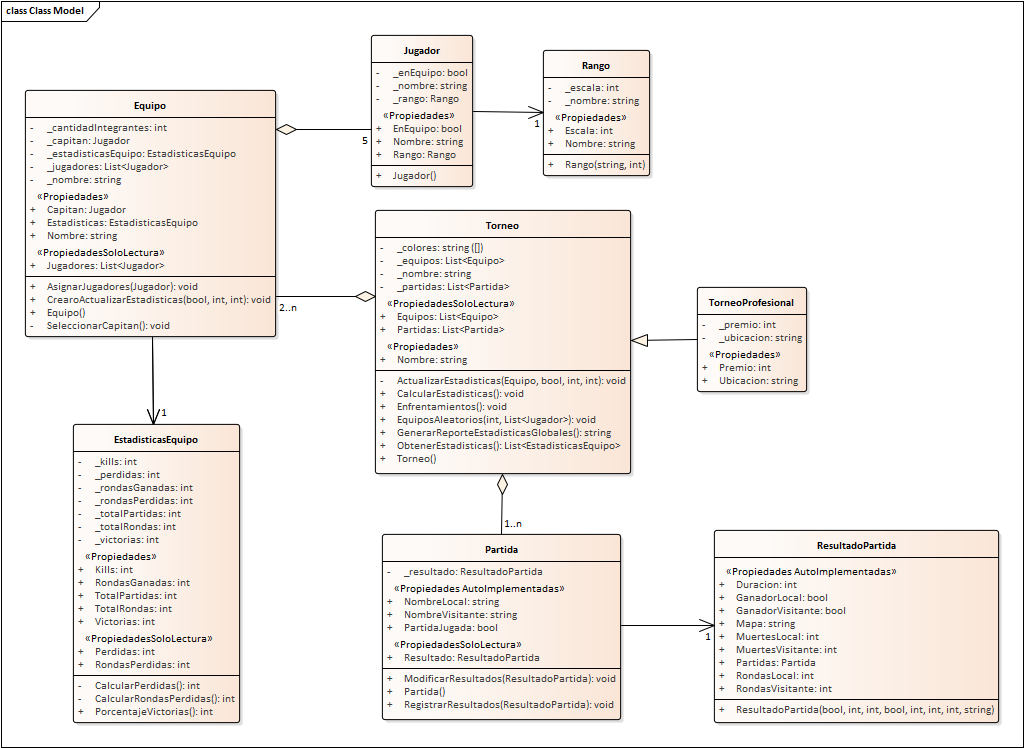 class Class Model
Equipo
- _cantidadIntegrantes: int
- _capitan: Jugador
- _estadisticasEquipo: EstadisticasEquipo
- _jugadores: List<Jugador>
- _nombre: string
«Propiedades»
+ Capitan: Jugador
+ Estadisticas: EstadisticasEquipo
+ Nombre: string
«PropiedadesSoloLectura»
+ Jugadores: List<Jugador>
+ AsignarJugadores(Jugador): void
+ CrearoActualizarEstadisticas(bool, int, int): void
+ Equipo()
- SeleccionarCapitan(): void
5
Jugador
- _enEquipo: bool
- _nombre: string
- _rango: Rango
«Propiedades»
+ EnEquipo: bool
+ Nombre: string
+ Rango: Rango
+ Jugador()
1
Rango
- _escala: int
- _nombre: string
«Propiedades»
+ Escala: int
+ Nombre: string
+ Rango(string, int)
2..n
Torneo
- _colores: string ([])
- _equipos: List<Equipo>
- _nombre: string
- _partidas: List<Partida>
«PropiedadesSoloLectura»
+ Equipos: List<Equipo>
+ Partidas: List<Partida>
«Propiedades»
+ Nombre: string
- ActualizarEstadisticas(Equipo, bool, int, int): void
+ CalcularEstadisticas(): void
+ Enfrentamientos(): void
+ EquiposAleatorios(int, List<Jugador>): void
+ GenerarReporteEstadisticasGlobales(): string
+ ObtenerEstadisticas(): List<EstadisticasEquipo>
+ Torneo()
TorneoProfesional
- _premio: int
- _ubicacion: string
«Propiedades»
+ Premio: int
+ Ubicacion: string
1
EstadisticasEquipo
- _kills: int
- _perdidas: int
- _rondasGanadas: int
- _rondasPerdidas: int
- _totalPartidas: int
- _totalRondas: int
- _victorias: int
«Propiedades»
+ Kills: int
+ RondasGanadas: int
+ TotalPartidas: int
+ TotalRondas: int
+ Victorias: int
«PropiedadesSoloLectura»
+ Perdidas: int
+ RondasPerdidas: int
- CalcularPerdidas(): int
- CalcularRondasPerdidas(): int
+ PorcentajeVictorias(): int
1..n
Partida
- _resultado: ResultadoPartida
«Propiedades AutoImplementadas»
+ NombreLocal: string
+ NombreVisitante: string
+ PartidaJugada: bool
«PropiedadesSoloLectura»
+ Resultado: ResultadoPartida
+ ModificarResultados(ResultadoPartida): void
+ Partida()
+ RegistrarResultados(ResultadoPartida): void
1
ResultadoPartida
«Propiedades AutoImplementadas»
+ Duracion: int
+ GanadorLocal: bool
+ GanadorVisitante: bool
+ Mapa: string
+ MuertesLocal: int
+ MuertesVisitante: int
+ Partidas: Partida
+ RondasLocal: int
+ RondasVisitante: int
+ ResultadoPartida(bool, int, int, bool, int, int, int, string)